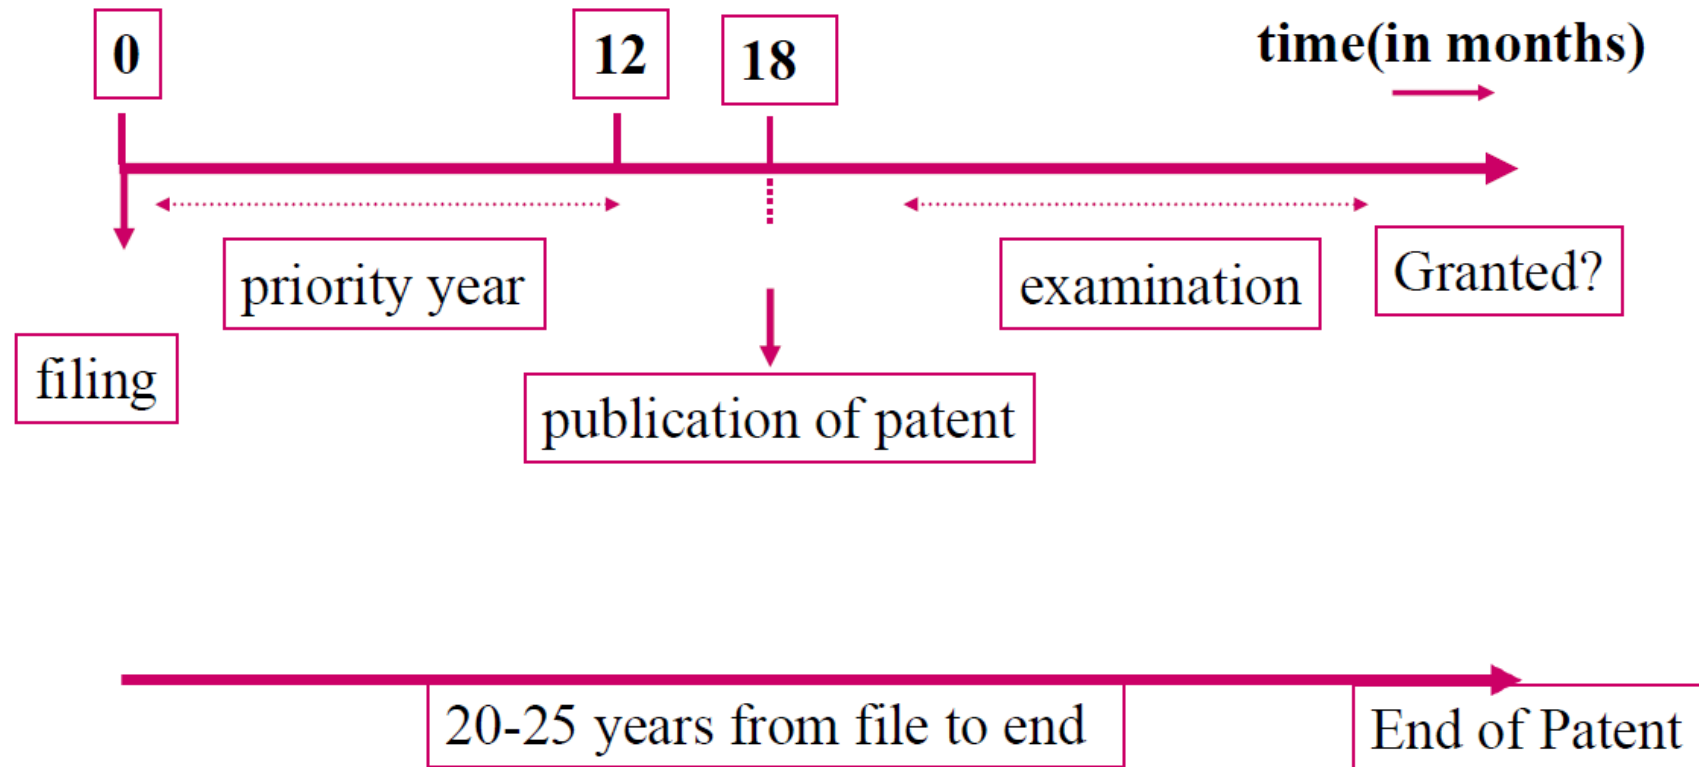 0
12
18
time(in months)
priority year
examination
Granted?
filing
publication of patent
20-25 years from file to end
End of Patent